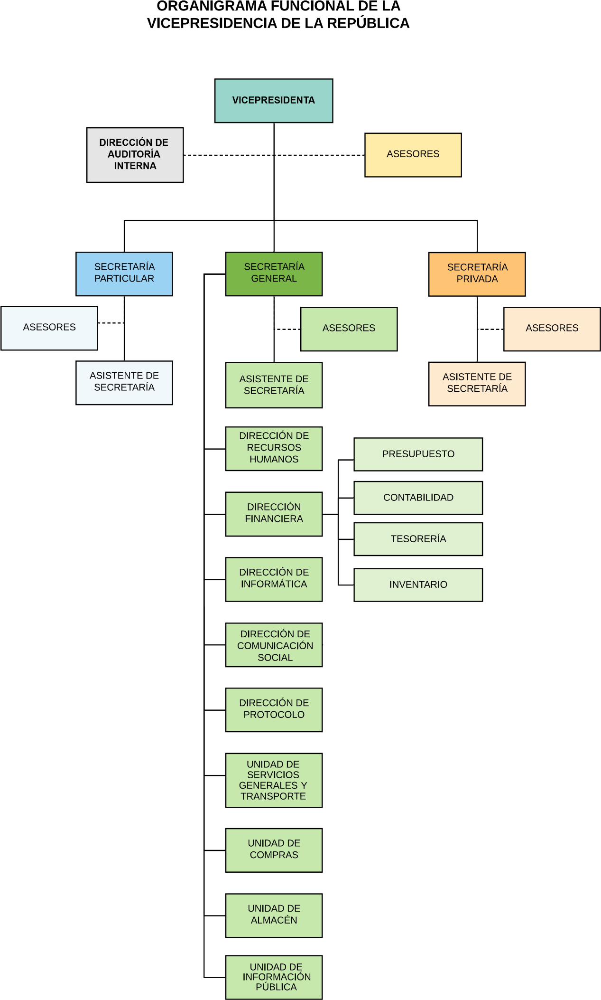 ORGANIGRAMA FUNCIONAL DE LA
VICEPRESIDENCIA DE LA REPÚBLICA
VICEPRESIDENTA
DIRECCIÓN DE
AUDITORÍA
INTERNA
ASESORES
SECRETARÍA
PARTICULAR
SECRETARÍA
GENERAL
SECRETARÍA
PRIVADA
ASESORES
ASESORES
ASESORES
ASISTENTE DE
SECRETARÍA
ASISTENTE DE
SECRETARÍA
ASISTENTE DE
SECRETARÍA
DIRECCIÓN DE
RECURSOS
HUMANOS
PRESUPUESTO
CONTABILIDAD
DIRECCIÓN
FINANCIERA
TESORERÍA
DIRECCIÓN DE
INFORMÁTICA
INVENTARIO
DIRECCIÓN DE
COMUNICACIÓN
SOCIAL
DIRECCIÓN DE
PROTOCOLO
UNIDAD DE
SERVICIOS
GENERALES Y
TRANSPORTE
UNIDAD DE
COMPRAS
UNIDAD DE
ALMACÉN
UNIDAD DE
INFORMACIÓN
PÚBLICA